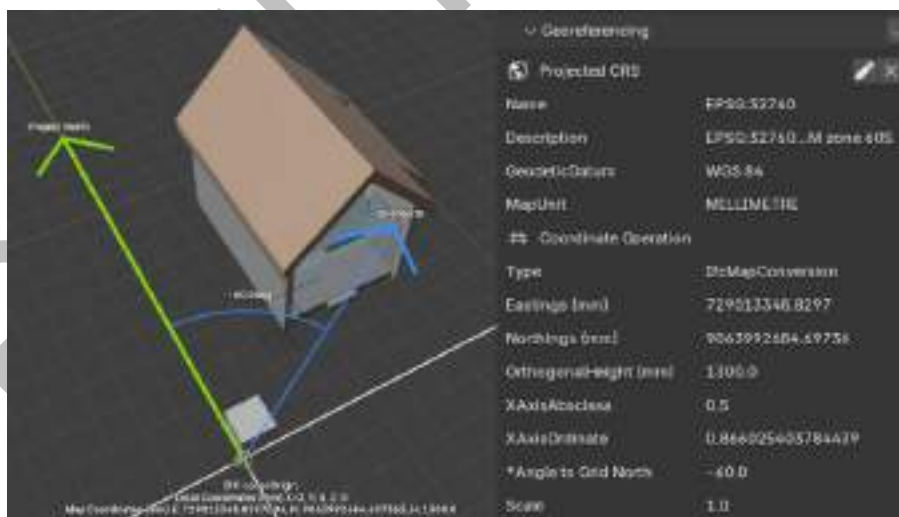 Georeferencing
Projected CRS
Name EPSG:32760
Description EPSG:32760...M zone 60S
GeodeticDatum WGS 84
MapUnit MILLIMETRE
Coordinate Operation
Type IfcMapConversion
Eastings (mm) 729013348.8297
Northings (mm) 9063992684.69736
OrthogonalHeight (mm) 1300.0
XAxisAbscissa 0.5
XAxisOrdinate 0.866025403784439
*Angle to Grid North -60.0
Scale 1.0
Project North